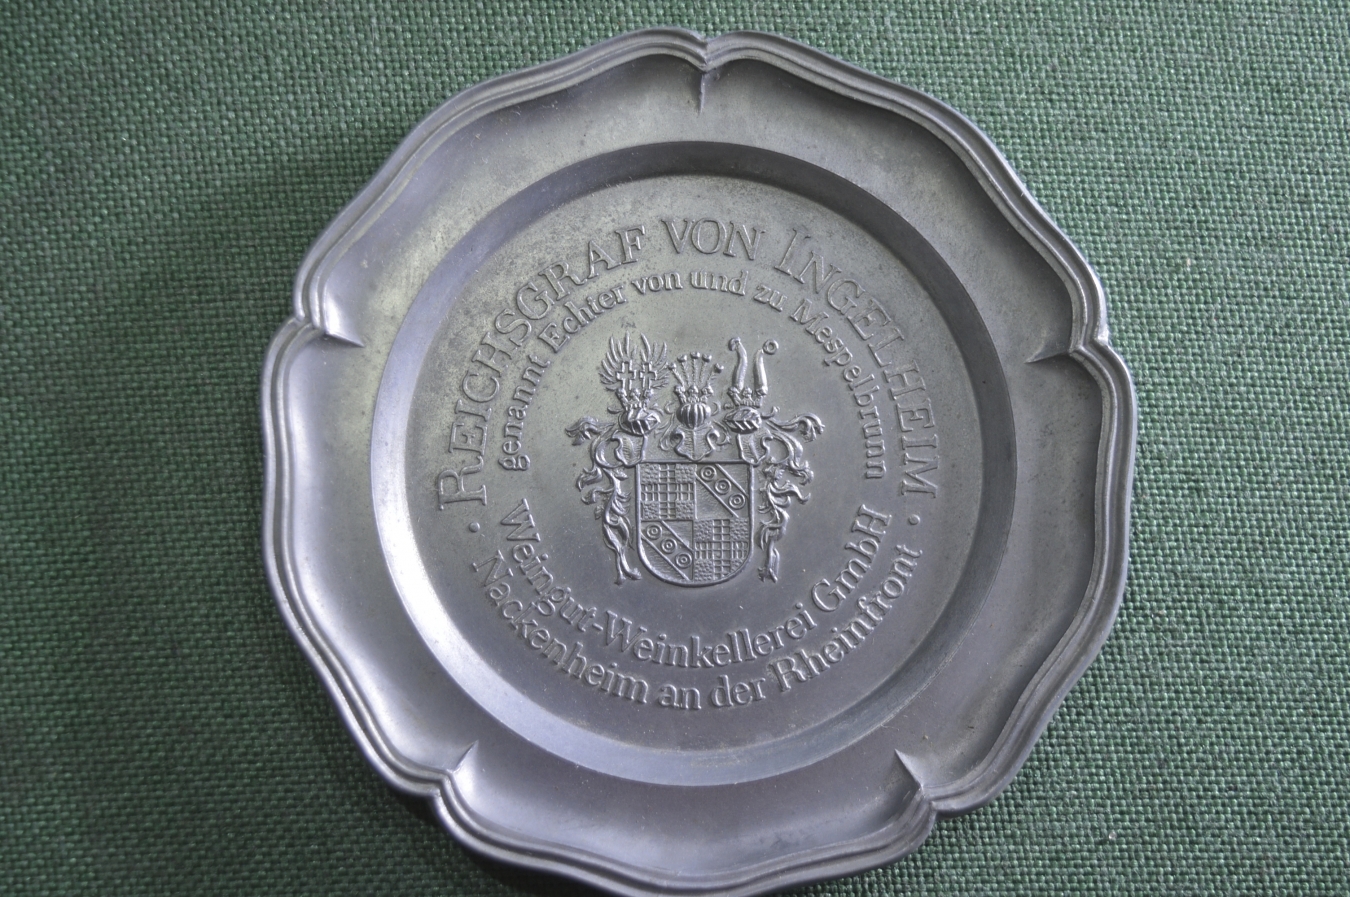 REICHSGRAF VON INGELHEIM
genannt Echter von und zu Mespelbrunn
Weingut-Weinkellerei GmbH
· Nackenheim an der Rheinfront ·